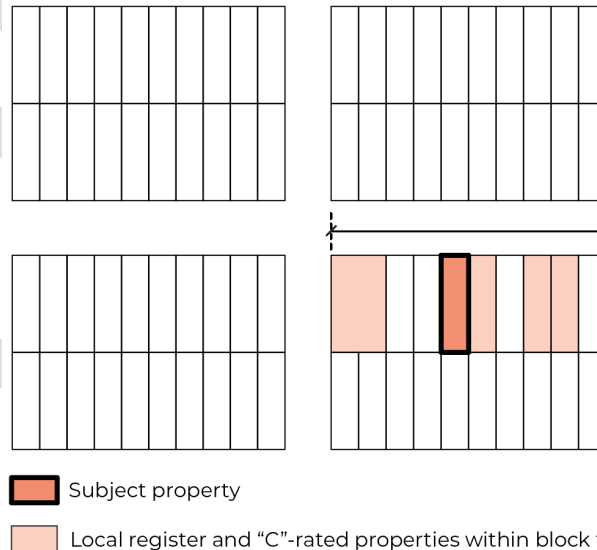 Subject property
Local register and “C”-rated properties within block